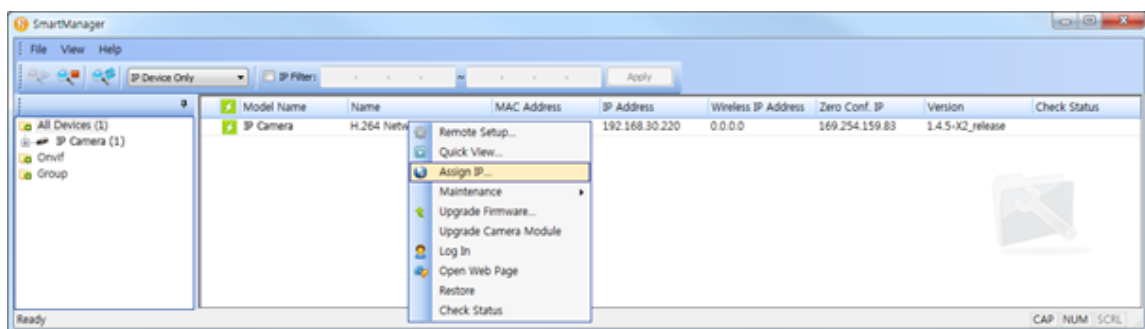 SmartManager
File View Help
IP Device Only IP Filter: . . . ~ . . . Apply
Model Name Name MAC Address IP Address Wireless IP Address Zero Conf. IP Version Check Status
All Devices (1)
IP Camera (1)
Onvif
Group
IP Camera H.264 Netw 192.168.30.220 0.0.0.0 169.254.159.83 1.4.5-X2_release
Remote Setup...
Quick View...
Assign IP...
Maintenance
Upgrade Firmware...
Upgrade Camera Module
Log In
Open Web Page
Restore
Check Status
Ready CAP NUM SCRL